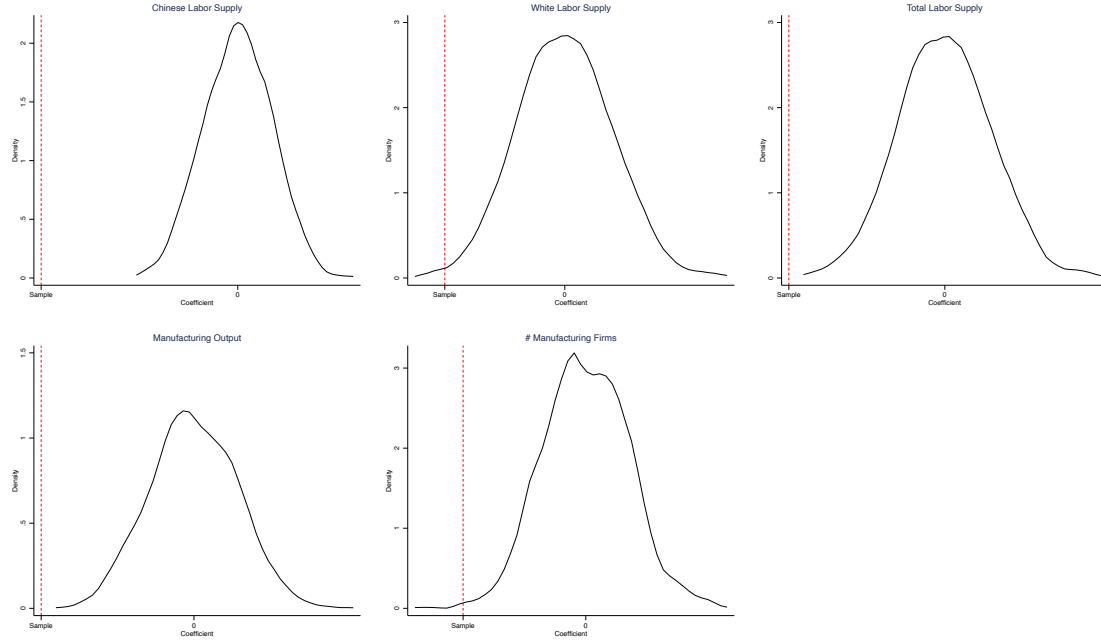 Chinese Labor Supply
Density
0
.5
1
1.5
2
Sample
0
Coefficient
White Labor Supply
Density
0
1
2
3
Sample
0
Coefficient
Total Labor Supply
Density
0
1
2
3
Sample
0
Coefficient
Manufacturing Output
Density
0
.5
1
1.5
Sample
0
Coefficient
# Manufacturing Firms
Density
0
1
2
3
Sample
0
Coefficient